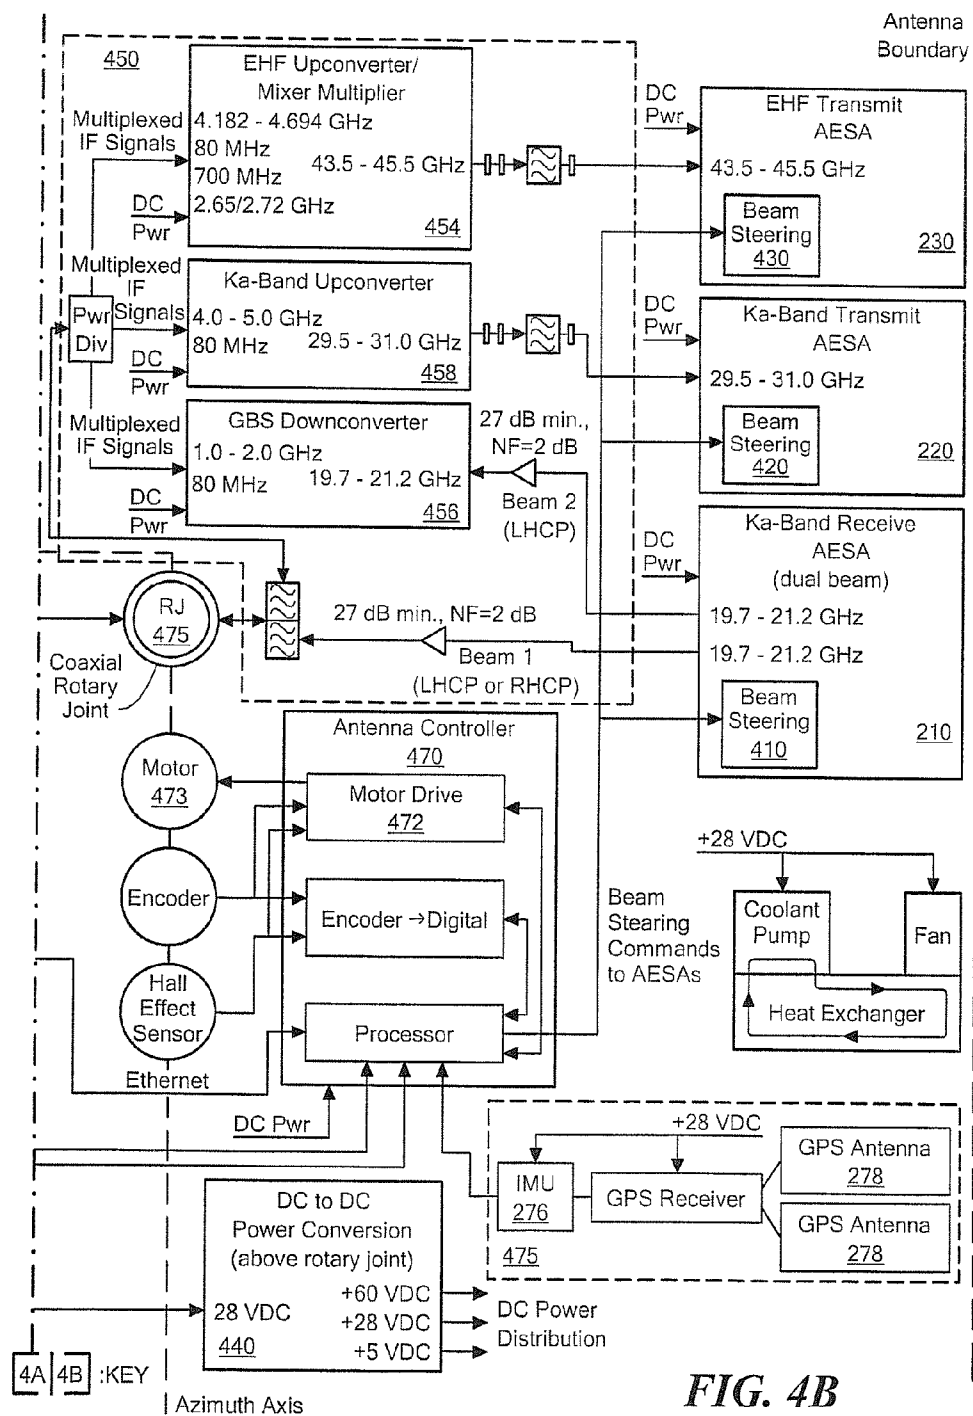 Antenna
Boundary
450
EHF Upconverter/
Mixer Multiplier
4.182 - 4.694 GHz
80 MHz
700 MHz
2.65/2.72 GHz
43.5 - 45.5 GHz
454
Multiplexed
IF Signals
DC
Pwr
DC
Pwr
EHF Transmit
AESA
43.5 - 45.5 GHz
Beam
Steering
430
230
Multiplexed
IF
Signals
Pwr
Div
Ka-Band Upconverter
4.0 - 5.0 GHz
80 MHz
29.5 - 31.0 GHz
458
DC
Pwr
DC
Pwr
Ka-Band Transmit
AESA
29.5 - 31.0 GHz
Beam
Steering
420
220
Multiplexed
IF Signals
GBS Downconverter
1.0 - 2.0 GHz
80 MHz
19.7 - 21.2 GHz
456
DC
Pwr
27 dB min.,
NF=2 dB
Beam 2
(LHCP)
DC
Pwr
Ka-Band Receive
AESA
(dual beam)
19.7 - 21.2 GHz
19.7 - 21.2 GHz
Beam
Steering
410
210
RJ
475
Coaxial
Rotary
Joint
27 dB min., NF=2 dB
Beam 1
(LHCP or RHCP)
Antenna Controller
470
Motor
473
Motor Drive
472
Encoder
Encoder→Digital
Hall
Effect
Sensor
Processor
Ethernet
DC Pwr
Beam
Stearing
Commands
to AESAs
+28 VDC
Coolant
Pump
Fan
Heat Exchanger
+28 VDC
IMU
276
GPS Receiver
GPS Antenna
278
GPS Antenna
278
475
DC to DC
Power Conversion
(above rotary joint)
28 VDC
440
+60 VDC
+28 VDC
+5 VDC
DC Power
Distribution
4A 4B :KEY
Azimuth Axis
FIG. 4B